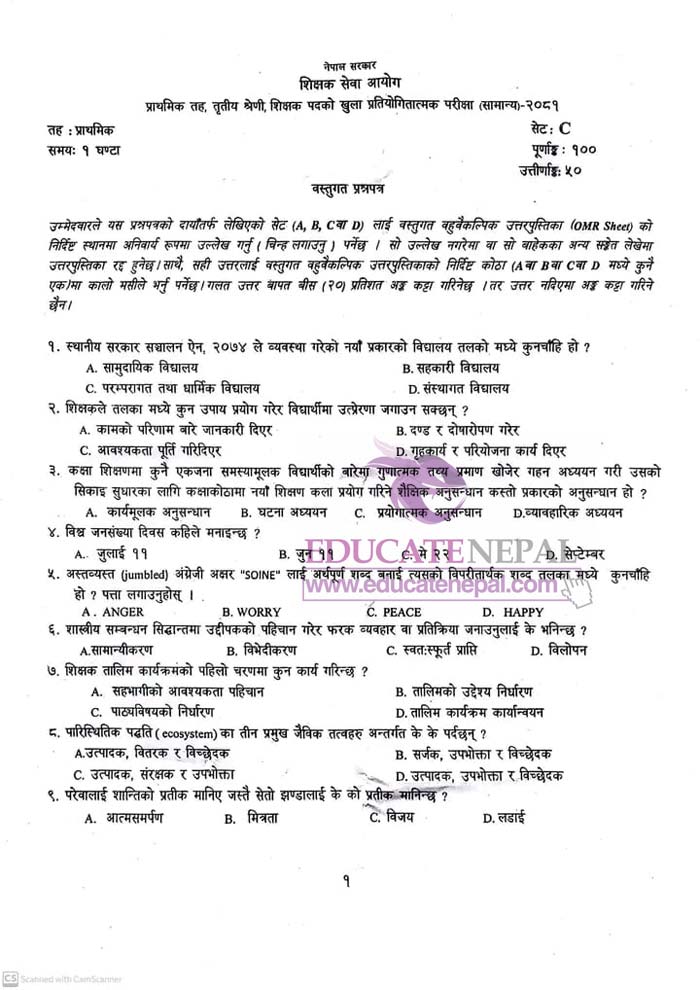 नेपाल सरकार
शिक्षक सेवा आयोग
प्राथमिक तह, तृतीय श्रेणी, शिक्षक पदको खुला प्रतियोगितात्मक परीक्षा (सामान्य)-२०८१
तह : प्राथमिक
सेट: C
समयः १ घण्टा
पूर्णाङ्कः १००
उत्तीर्णाङ्कः ५०
वस्तुगत प्रश्नपत्र
उम्मेदवारले यस प्रश्नपत्रको दायाँतर्फ लेखिएको सेट (A, B, C वा D) लाई वस्तुगत बहुवैकल्पिक उत्तरपुस्तिका (OMR Sheet) को
निर्दिष्ट स्थानमा अनिवार्य रूपमा उल्लेख गर्नु ( चिन्ह लगाउनु ) पर्नेछ । सो उल्लेख नगरेमा वा सो बाहेकका अन्य सङ्केत लेखेमा
उत्तरपुस्तिका रद्द हुनेछ। साथै, सही उत्तरलाई वस्तुगत बहुवैकल्पिक उत्तरपुस्तिकाको निर्दिष्ट कोठा (A वा B वा C वा D मध्ये कुनै
एक)मा कालो मसीले भर्नु पर्नेछ। गलत उत्तर बापत बीस (२०) प्रतिशत अङ्क कट्टा गरिनेछ । तर उत्तर नदिएमा अङ्क कट्टा गरिने
छैन।
१. स्थानीय सरकार सञ्चालन ऐन, २०७४ ले व्यवस्था गरेको नयाँ प्रकारको विद्यालय तलको मध्ये कुनचाँहि हो ?
A. सामुदायिक विद्यालय B. सहकारी विद्यालय
C. परम्परागत तथा धार्मिक विद्यालय D. संस्थागत विद्यालय
२. शिक्षकले तलका मध्ये कुन उपाय प्रयोग गरेर विद्यार्थीमा उत्प्रेरणा जगाउन सक्छन् ?
A. कामको परिणाम बारे जानकारी दिएर B. दण्ड र दोषारोपण गरेर
C. आवश्यकता पूर्ति गरिदिएर D. गृहकार्य र परियोजना कार्य दिएर
३. कक्षा शिक्षणमा कुनै एकजना समस्यामूलक विद्यार्थीको बारेमा गुणात्मक तथ्य प्रमाण खोजेर गहन अध्ययन गरी उसको
सिकाइ सुधारका लागि कक्षाकोठामा नयाँ शिक्षण कला प्रयोग गरिने शैक्षिक अनुसन्धान कस्तो प्रकारको अनुसन्धान हो ?
A. कार्यमूलक अनुसन्धान B. घटना अध्ययन C. प्रयोगात्मक अनुसन्धान D.व्यावहारिक अध्ययन
४. विश्व जनसंख्या दिवस कहिले मनाइन्छ ?
A. जुलाई ११ B. जुन ११ C. मे २२ D. सेप्टेम्बर
EDUCATENEPAL
www.educatenepal.com
५. अस्तव्यस्त (jumbled) अंग्रेजी अक्षर "SOINE" लाई अर्थपूर्ण शब्द बनाई त्यसको विपरीतार्थक शब्द तलका मध्ये कुनचाँहि
हो ? पत्ता लगाउनुहोस् ।
A . ANGER B. WORRY C. PEACE D. HAPPY
६. शास्त्रीय सम्बन्धन सिद्धान्तमा उद्दीपकको पहिचान गरेर फरक व्यवहार वा प्रतिक्रिया जनाउनुलाई के भनिन्छ ?
A.सामान्यीकरण B. विभेदीकरण C. स्वतःस्फूर्त प्राप्ति D. विलोपन
७. शिक्षक तालिम कार्यक्रमको पहिलो चरणमा कुन कार्य गरिन्छ ?
A. सहभागीको आवश्यकता पहिचान B. तालिमको उद्देश्य निर्धारण
C. पाठ्यविषयको निर्धारण D. तालिम कार्यक्रम कार्यान्वयन
८. पारिस्थितिक पद्धति ( ecosystem) का तीन प्रमुख जैविक तत्वहरु अन्तर्गत के के पर्दछन् ?
A.उत्पादक, वितरक र विच्छेदक B. सर्जक, उपभोक्ता र विच्छेदक
C. उत्पादक, संरक्षक र उपभोक्ता D. उत्पादक, उपभोक्ता र विच्छेदक
९. परेवालाई शान्तिको प्रतीक मानिए जस्तै सेतो झण्डालाई के को प्रतीक मानिन्छ ?
A. आत्मसमर्पण B. मित्रता C. विजय D. लडाई
१
CS Scanned with CamScanner